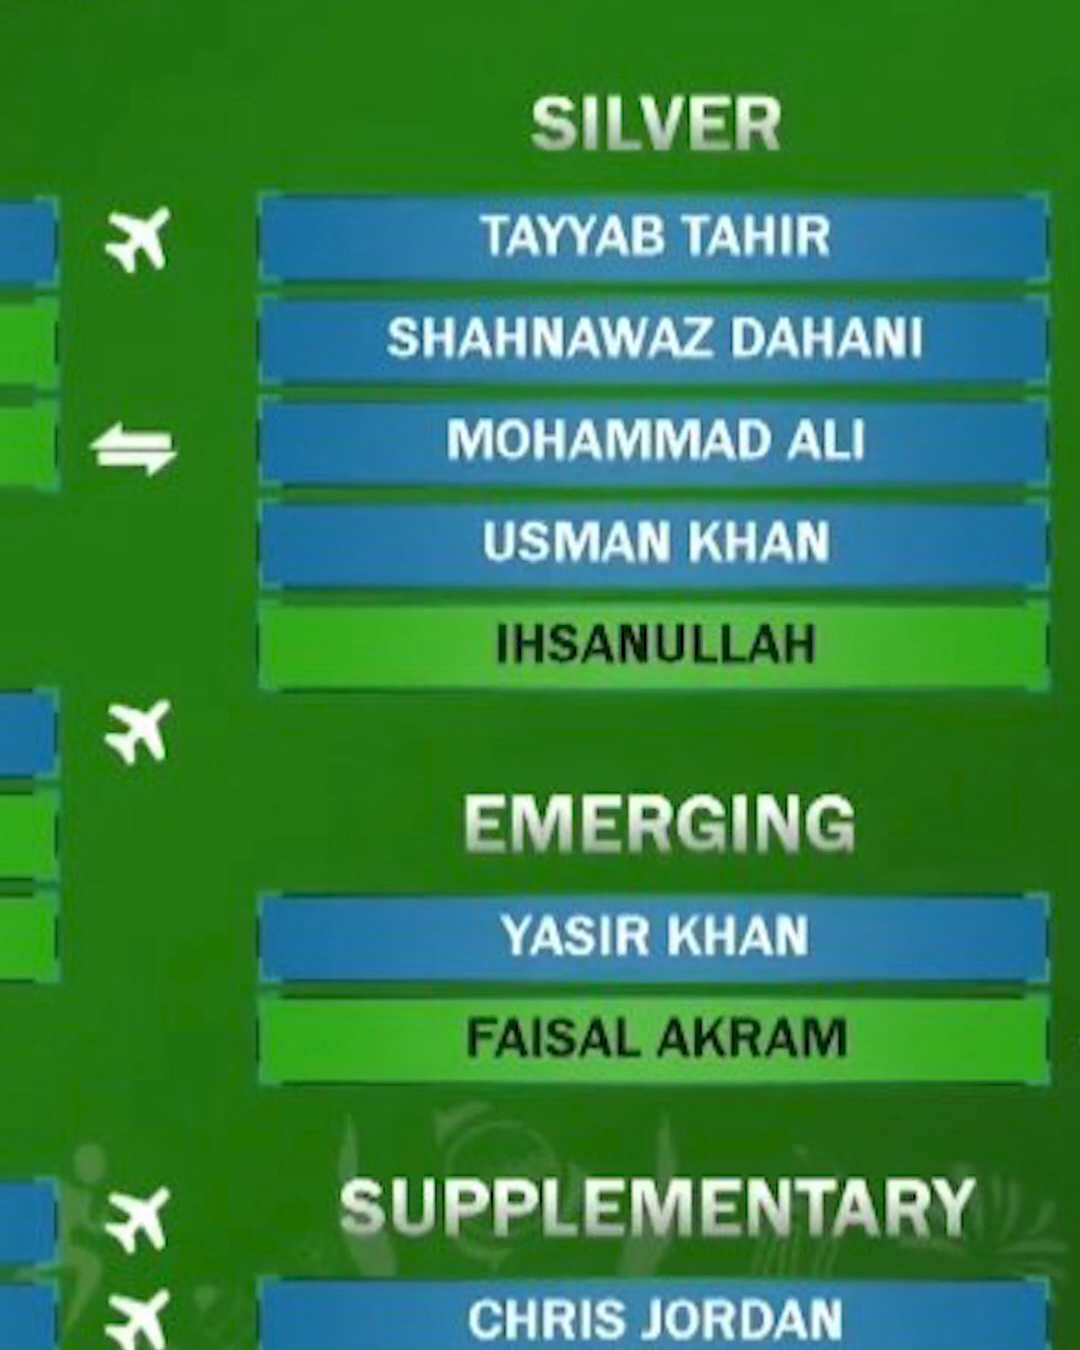 SILVER
TAYYAB TAHIR
SHAHNAWAZ DAHANI
MOHAMMAD ALI
USMAN KHAN
IHSANULLAH
EMERGING
YASIR KHAN
FAISAL AKRAM
SUPPLEMENTARY
CHRIS JORDAN